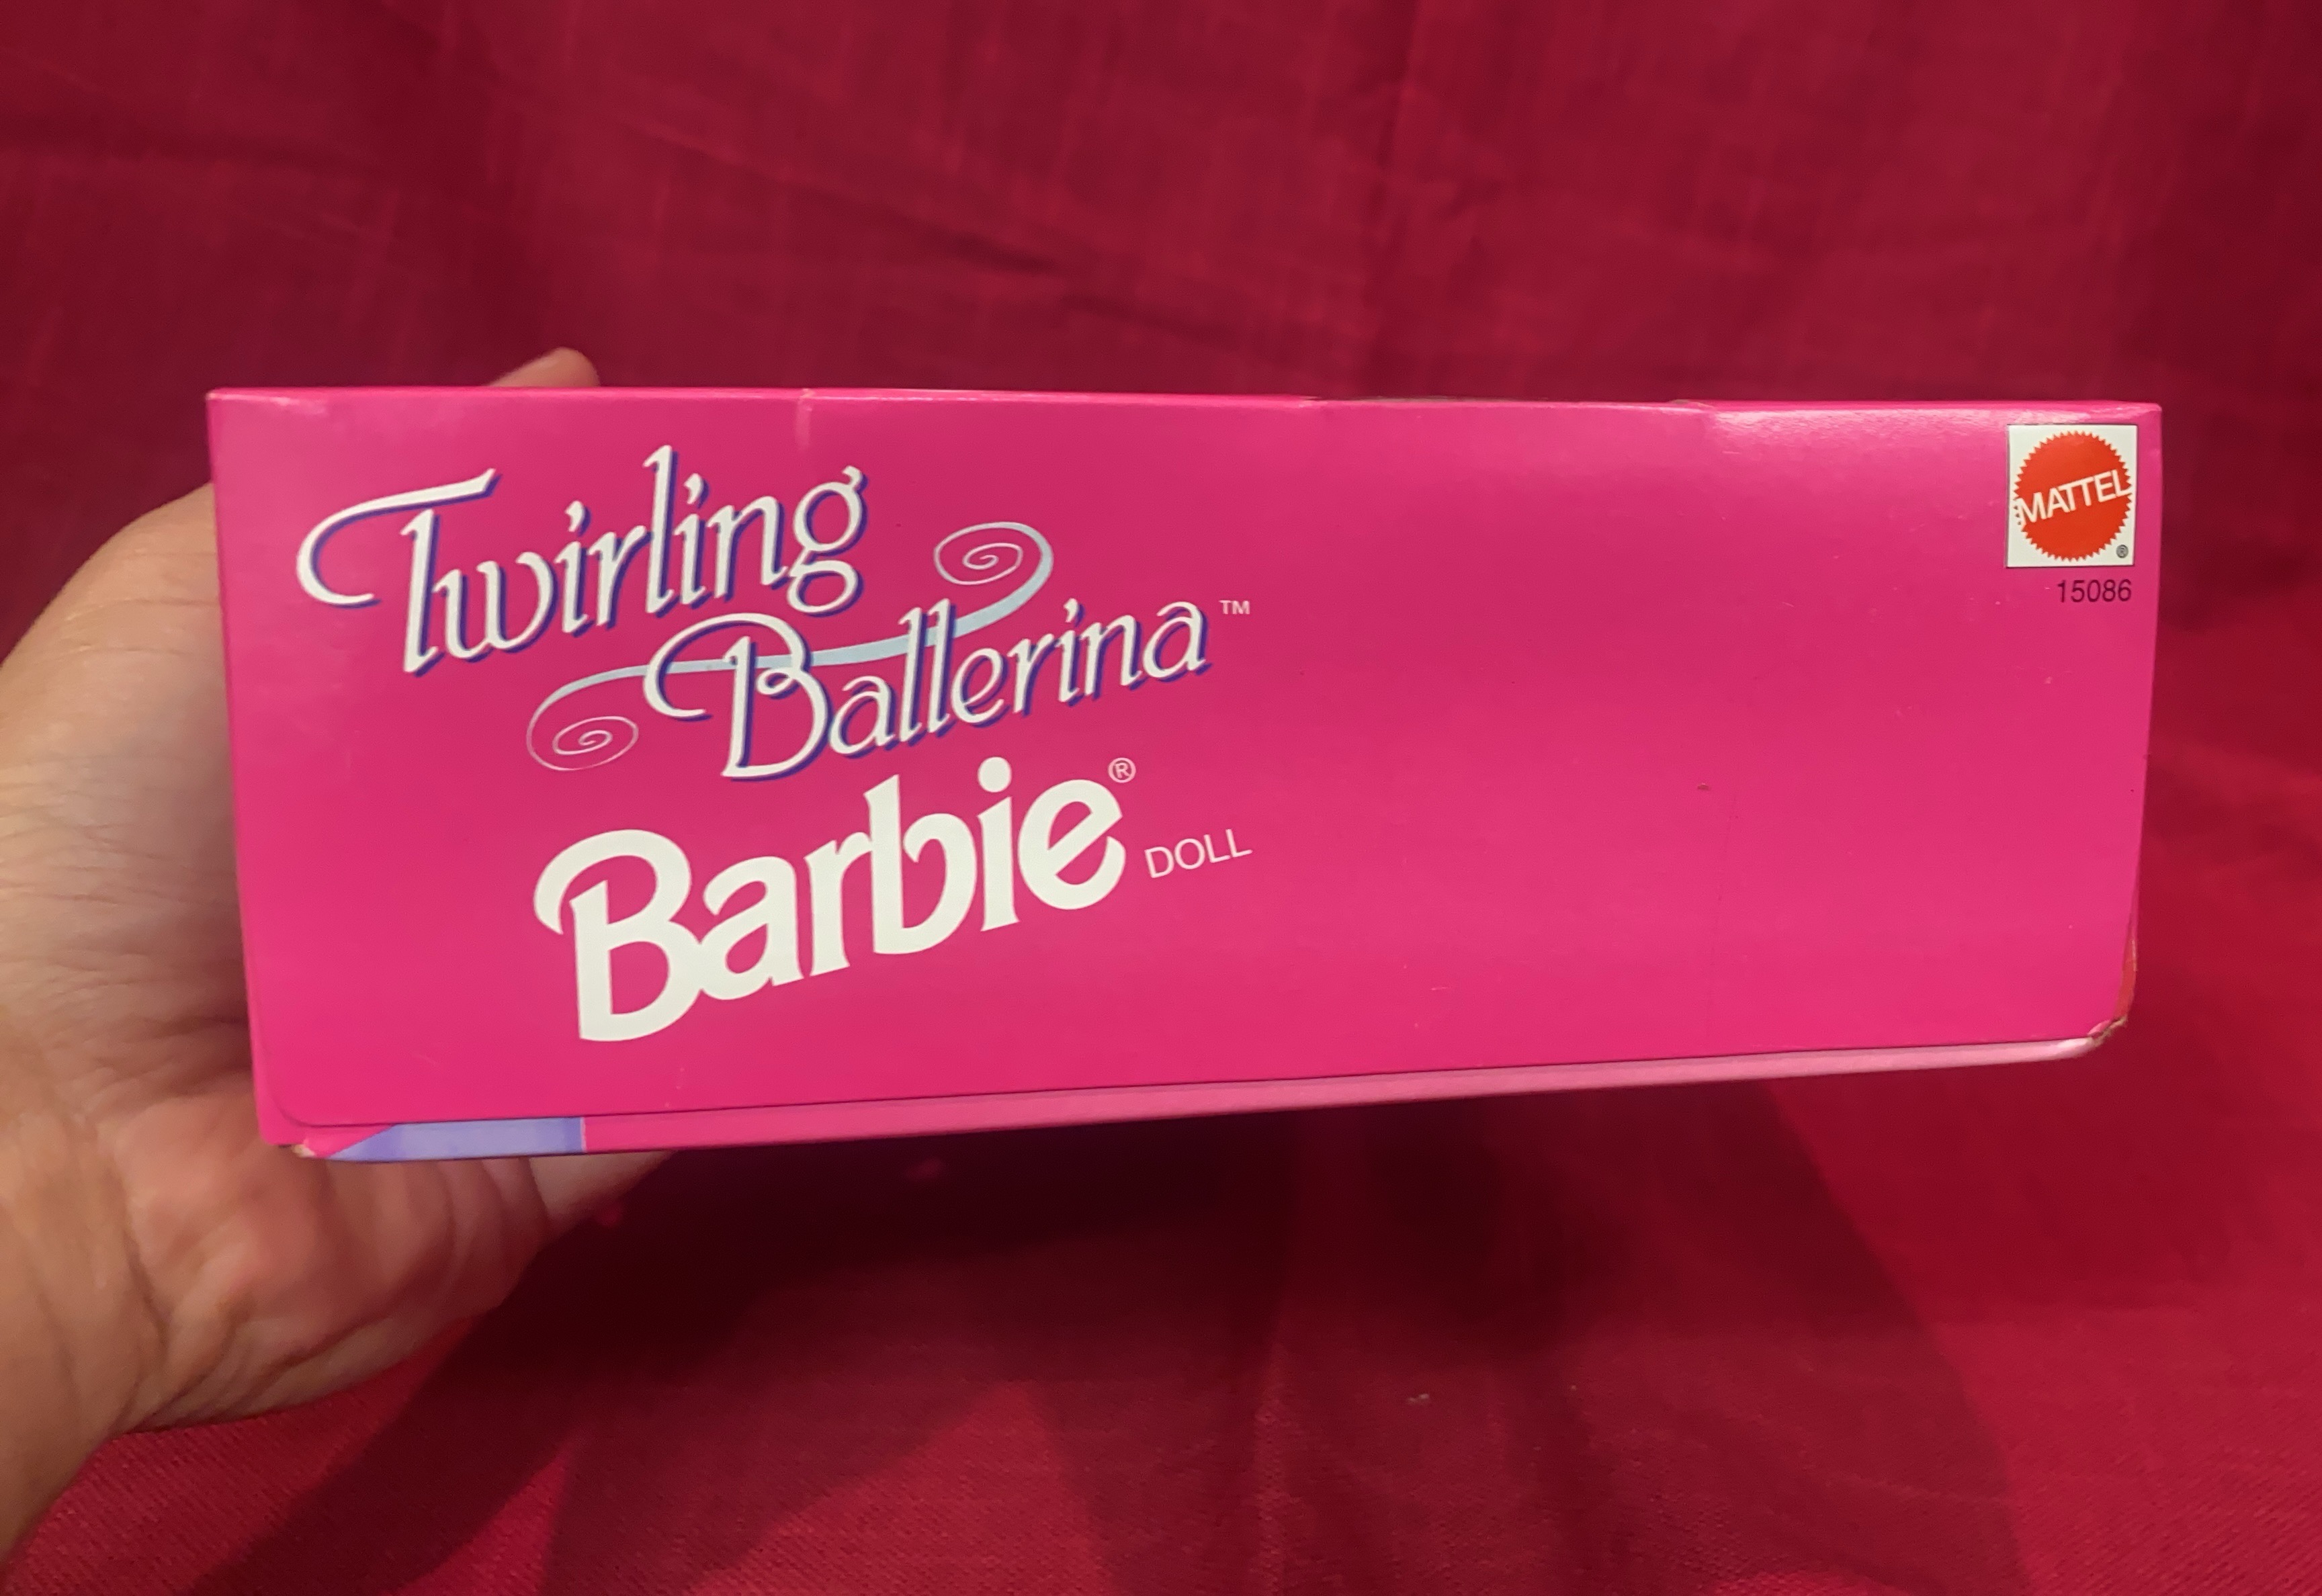 Twirling
Ballerina™
Barbie®
DOLL
MATTEL
®
15086